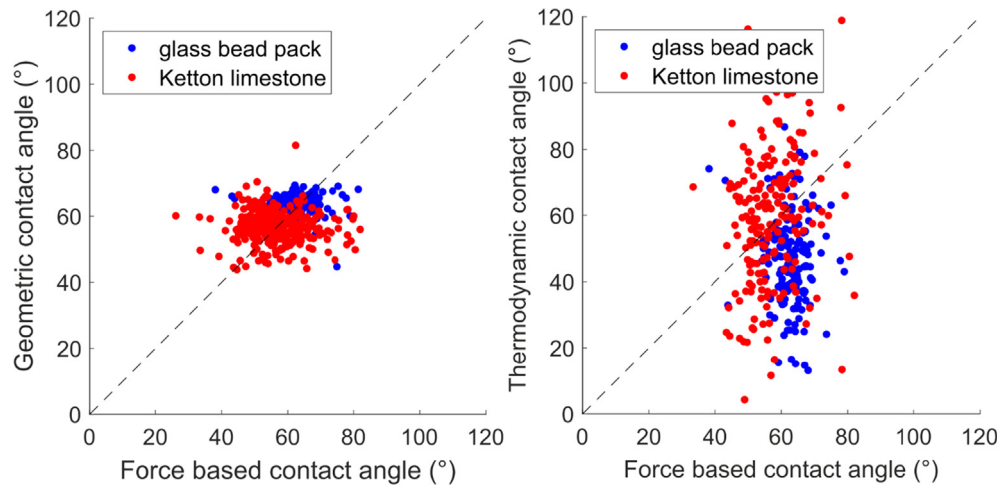 120
100
80
60
40
20
0
Geometric contact angle (°)
glass bead pack
Ketton limestone
0 20 40 60 80 100 120
Force based contact angle (°)
120
100
80
60
40
20
0
Thermodynamic contact angle (°)
glass bead pack
Ketton limestone
0 20 40 60 80 100 120
Force based contact angle (°)